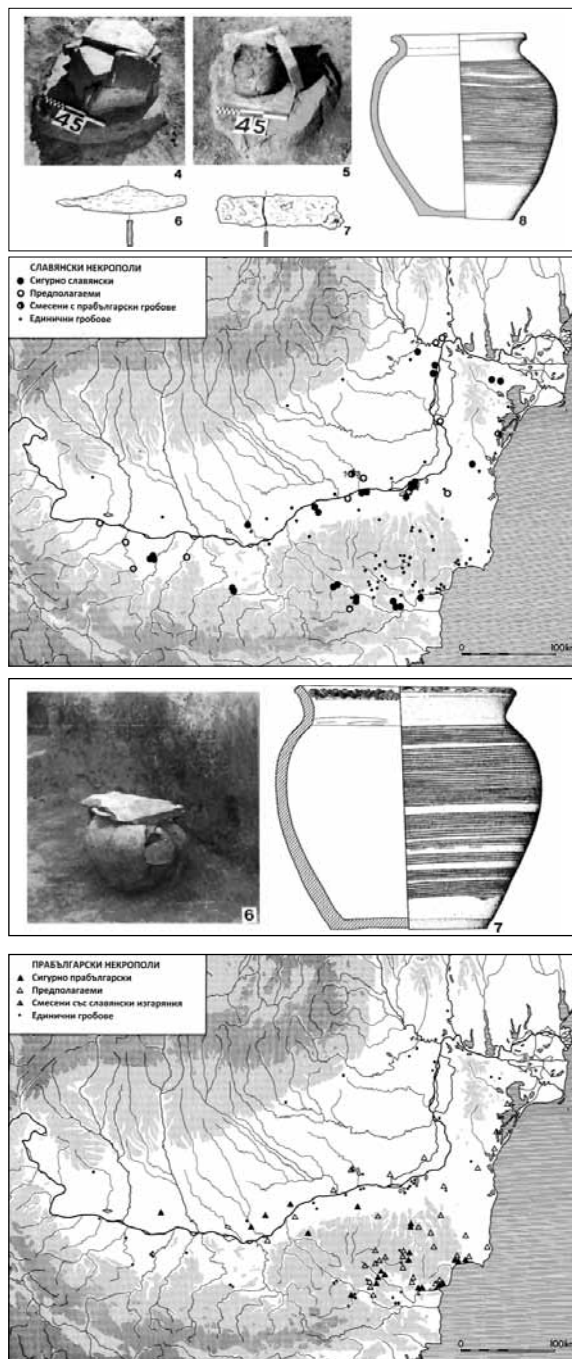 45
4
45
5
6
7
8
СЛАВЯНСКИ НЕКРОПОЛИ
Сигурно славянски
Предполагаеми
Смесени с прабългарски гробове
Единични гробове
0 100km
6
7
ПРАБЪЛГАРСКИ НЕКРОПОЛИ
Сигурно прабългарски
Предполагаеми
Смесени със славянски изгаряния
Единични гробове
0 100km